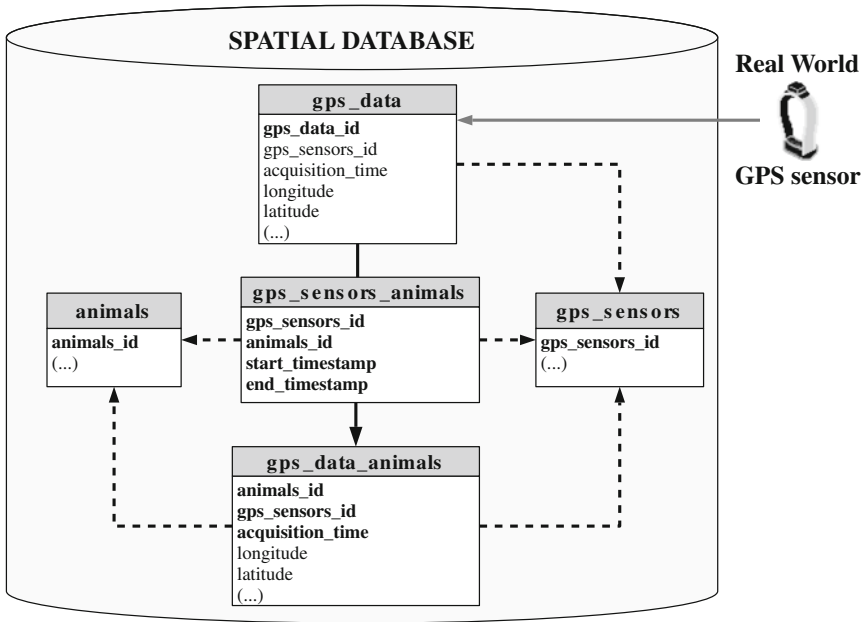 SPATIAL DATABASE
Real World
GPS sensor
gps_data
gps_data_id
gps_sensors_id
acquisition_time
longitude
latitude
(...)
animals
animals_id
(...)
gps_sensors_animals
gps_sensors_id
animals_id
start_timestamp
end_timestamp
gps_sensors
gps_sensors_id
(...)
gps_data_animals
animals_id
gps_sensors_id
acquisition_time
longitude
latitude
(...)